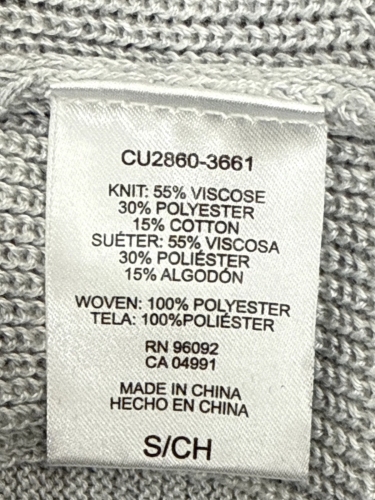 CU2860-3661
KNIT: 55% VISCOSE
30% POLYESTER
15% COTTON
SUÉTER: 55% VISCOSA
30% POLIÉSTER
15% ALGODÓN
WOVEN: 100% POLYESTER
TELA: 100%POLIÉSTER
RN 96092
CA 04991
MADE IN CHINA
HECHO EN CHINA
S/CH